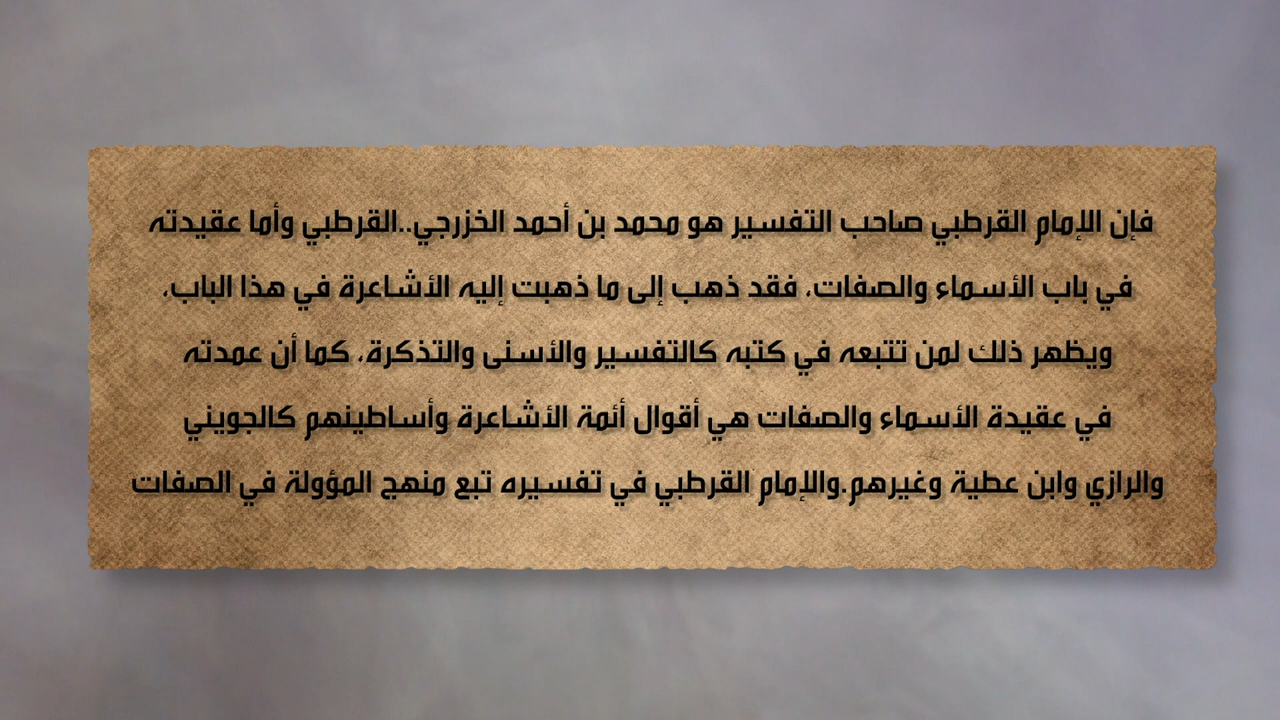 فإن الإمام القرطبي صاحب التفسير هو محمد بن أحمد الخزرجي..القرطبي وأما عقيدته
في باب الأسماء والصفات، فقد ذهب إلى ما ذهبت إليه الأشاعرة في هذا الباب،
ويظهر ذلك لمن تتبعه في كتبه كالتفسير والأسنى والتذكرة، كما أن عمدته
في عقيدة الأسماء والصفات هي أقوال أئمة الأشاعرة وأساطينهم كالجويني
والرازي وابن عطية وغيرهم.والإمام القرطبي في تفسيره تبع منهج المؤولة في الصفات